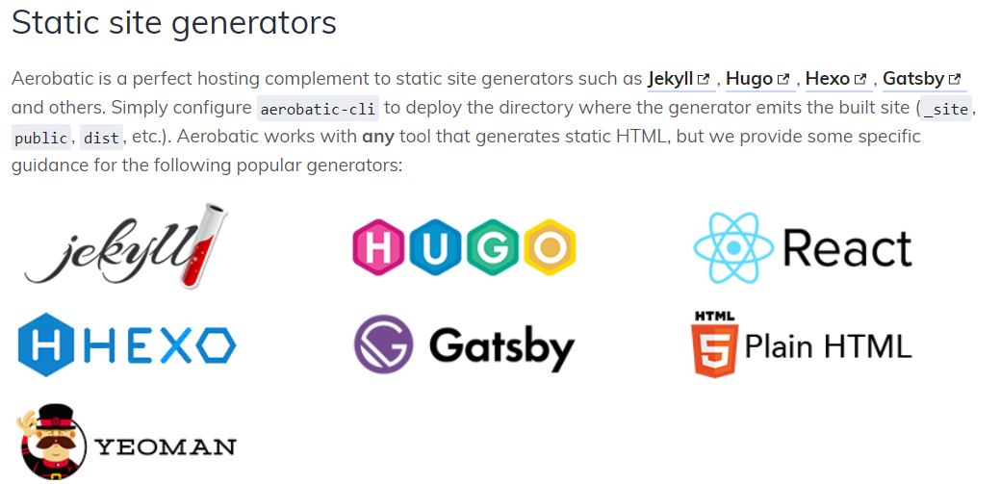 Static site generators
Aerobatic is a perfect hosting complement to static site generators such as Jekyll , Hugo , Hexo , Gatsby
and others. Simply configure aerobatic-cli to deploy the directory where the generator emits the built site (_site,
public, dist, etc.). Aerobatic works with any tool that generates static HTML, but we provide some specific
guidance for the following popular generators:
jekyll HUGO React
H HEXO Gatsby HTML 5 Plain HTML
YEOMAN